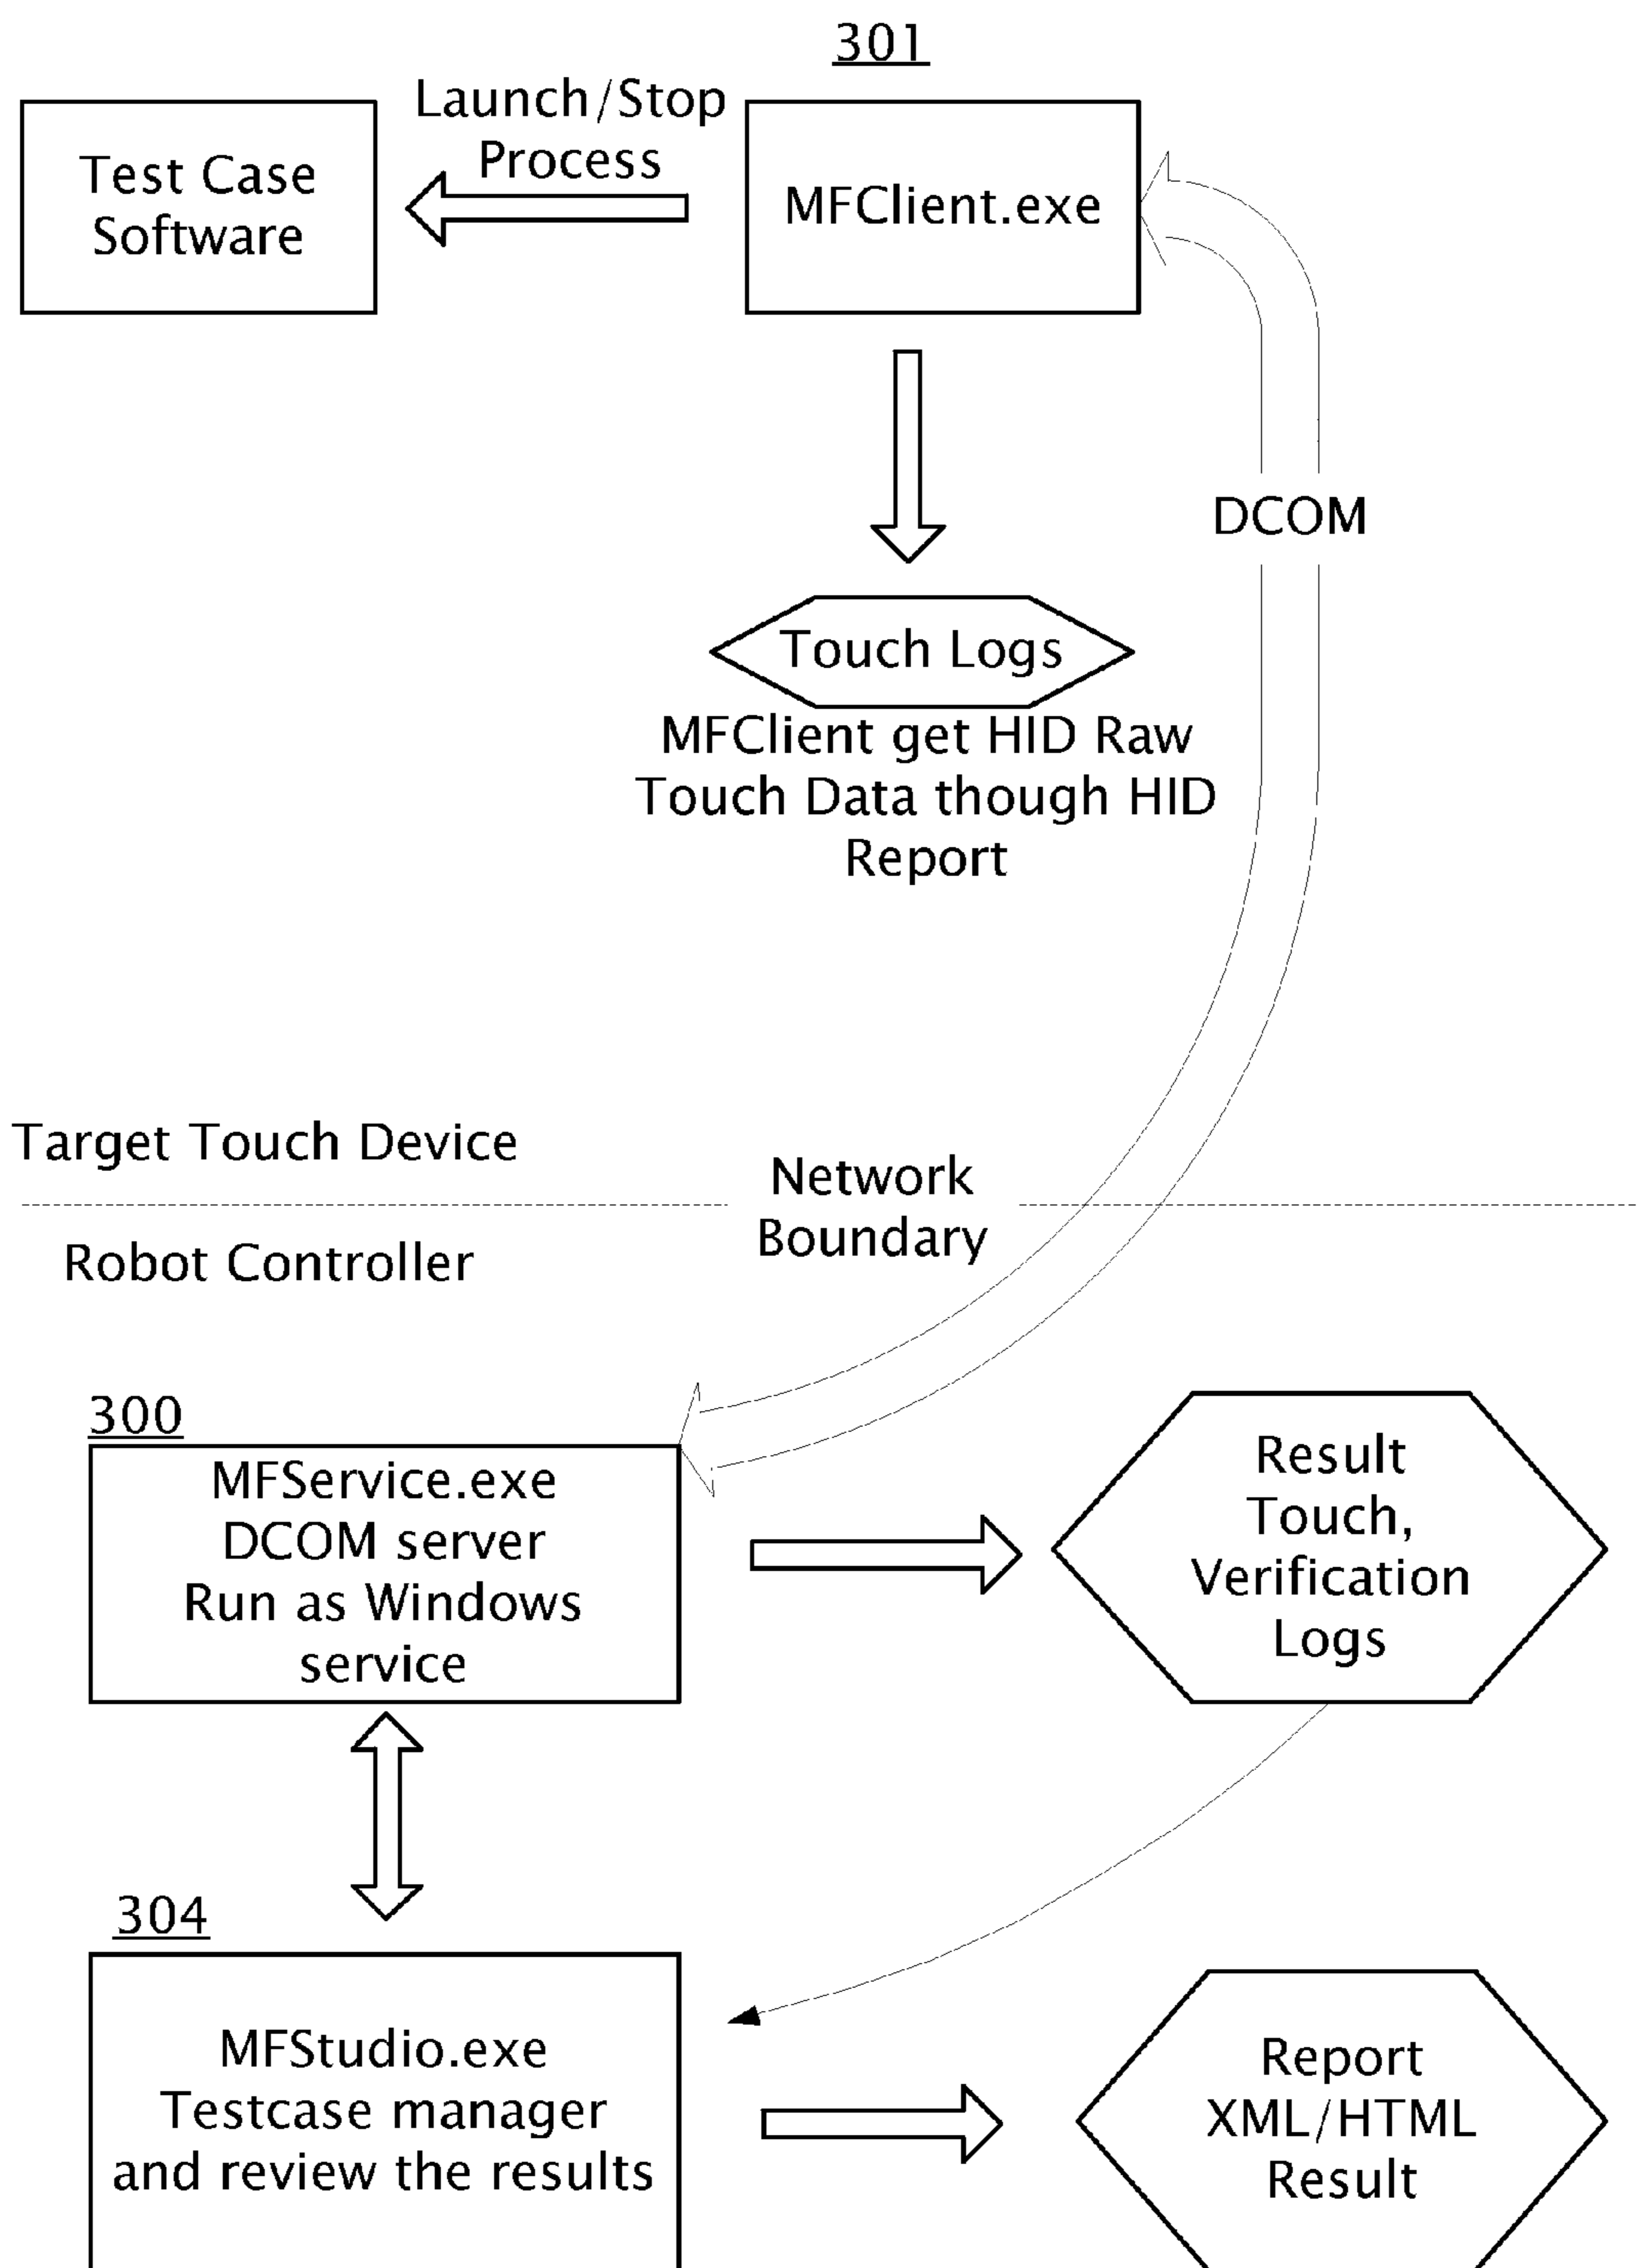 301
Launch/Stop
Process
Test Case
Software
MFClient.exe
DCOM
Touch Logs
MFClient get HID Raw
Touch Data though HID
Report
Target Touch Device
Network
Boundary
Robot Controller
300
MFService.exe
DCOM server
Run as Windows
service
Result
Touch,
Verification
Logs
304
MFStudio.exe
Testcase manager
and review the results
Report
XML/HTML
Result